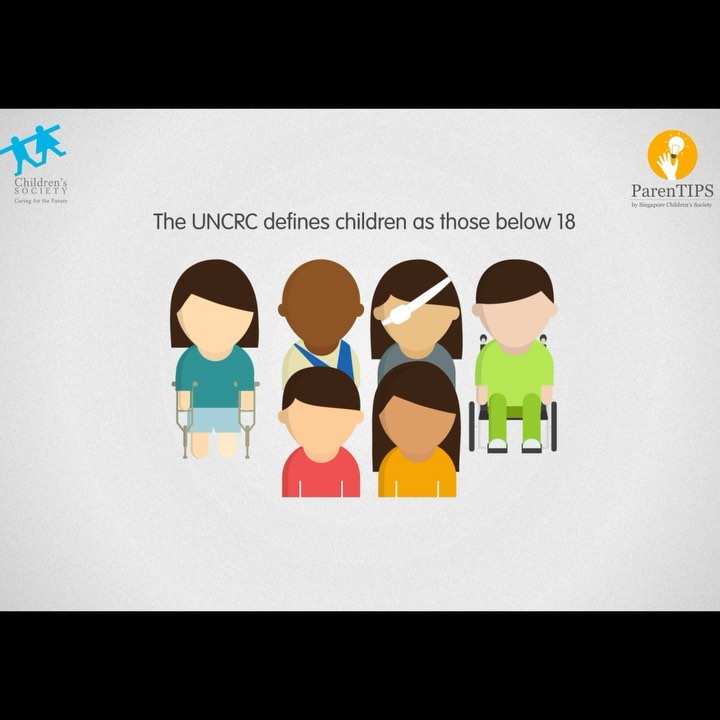 Children's
SOCIETY
Caring for the Future
ParenTIPS
by Singapore Children's Society
The UNCRC defines children as those below 18